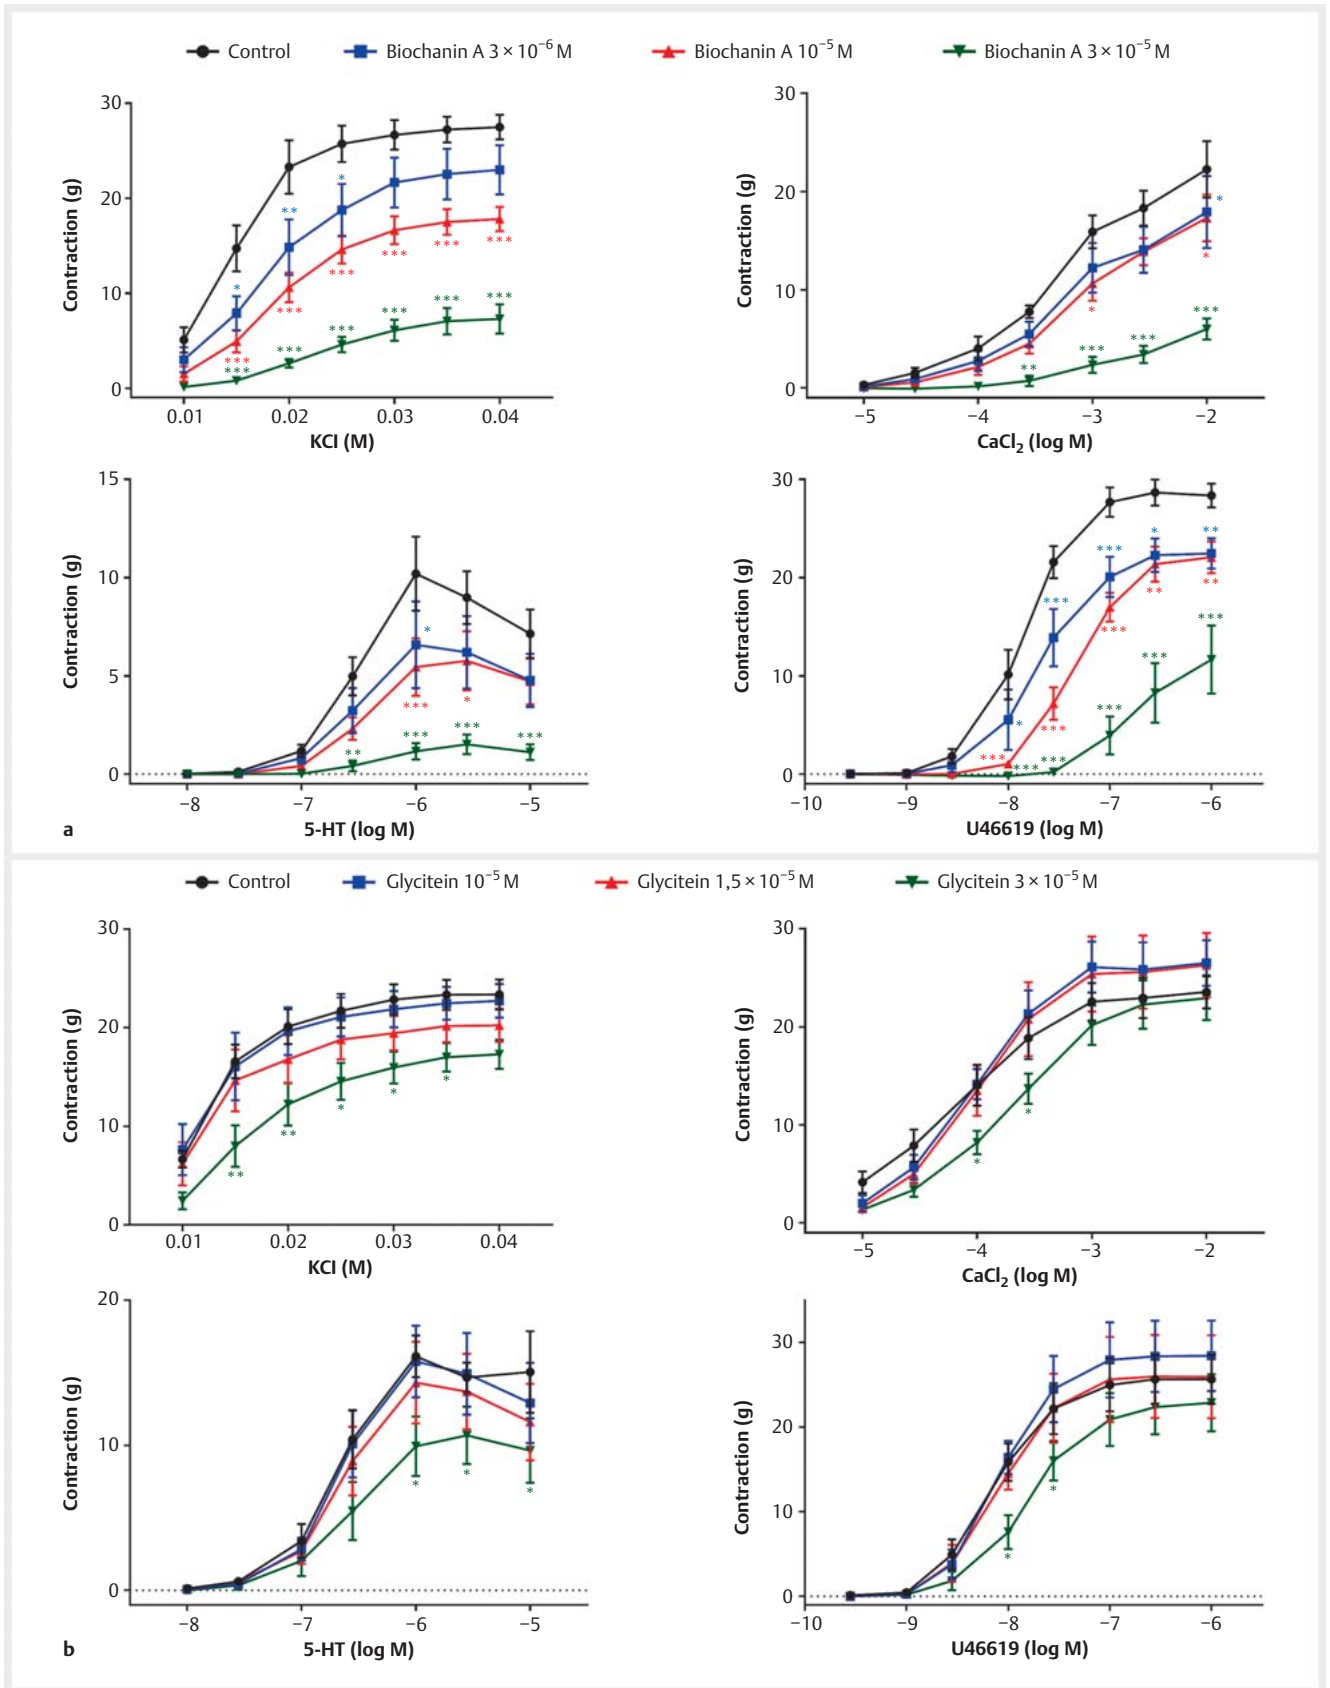 Control Biochanin A 3 × 10⁻⁶ M Biochanin A 10⁻⁵ M Biochanin A 3 × 10⁻⁵ M
Contraction (g)
30
20
10
0
* ** *
*** *** *** *** *** ***
*** *** *** *** *** ***
0.01 0.02 0.03 0.04
KCl (M)
Contraction (g)
30
20
10
0
*
* *
** *** *** ***
−5 −4 −3 −2
CaCl₂ (log M)
Contraction (g)
15
10
5
0
*
*** *
** *** *** ***
−8 −7 −6 −5
5-HT (log M)
Contraction (g)
30
20
10
0
* *** *** * **
*** *** *** ** **
*** *** *** *** ***
−10 −9 −8 −7 −6
U46619 (log M)
a
Control Glycitein 10⁻⁵ M Glycitein 1,5 × 10⁻⁵ M Glycitein 3 × 10⁻⁵ M
Contraction (g)
30
20
10
0
** ** * * *
0.01 0.02 0.03 0.04
KCl (M)
Contraction (g)
30
20
10
0
* *
−5 −4 −3 −2
CaCl₂ (log M)
Contraction (g)
20
10
0
* * *
−8 −7 −6 −5
5-HT (log M)
Contraction (g)
30
20
10
0
* *
−10 −9 −8 −7 −6
U46619 (log M)
b